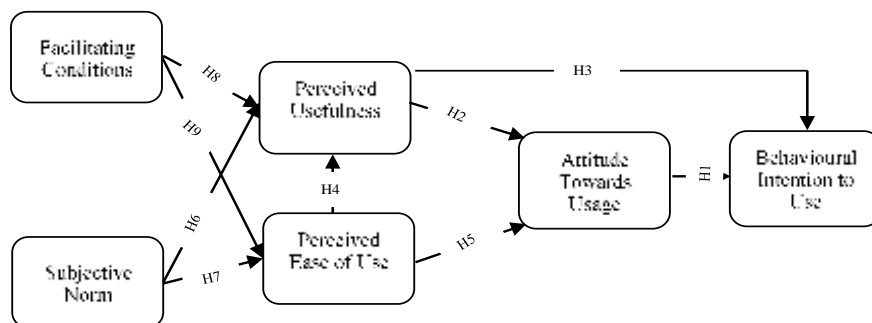 Facilitating
Conditions
H8
H9
H6
H7
Subjective
Norm
Perceived
Usefulness
H4
Perceived
Ease of Use
H3
H2
H5
Attitude
Towards
Usage
H1
Behavioural
Intention to
Use